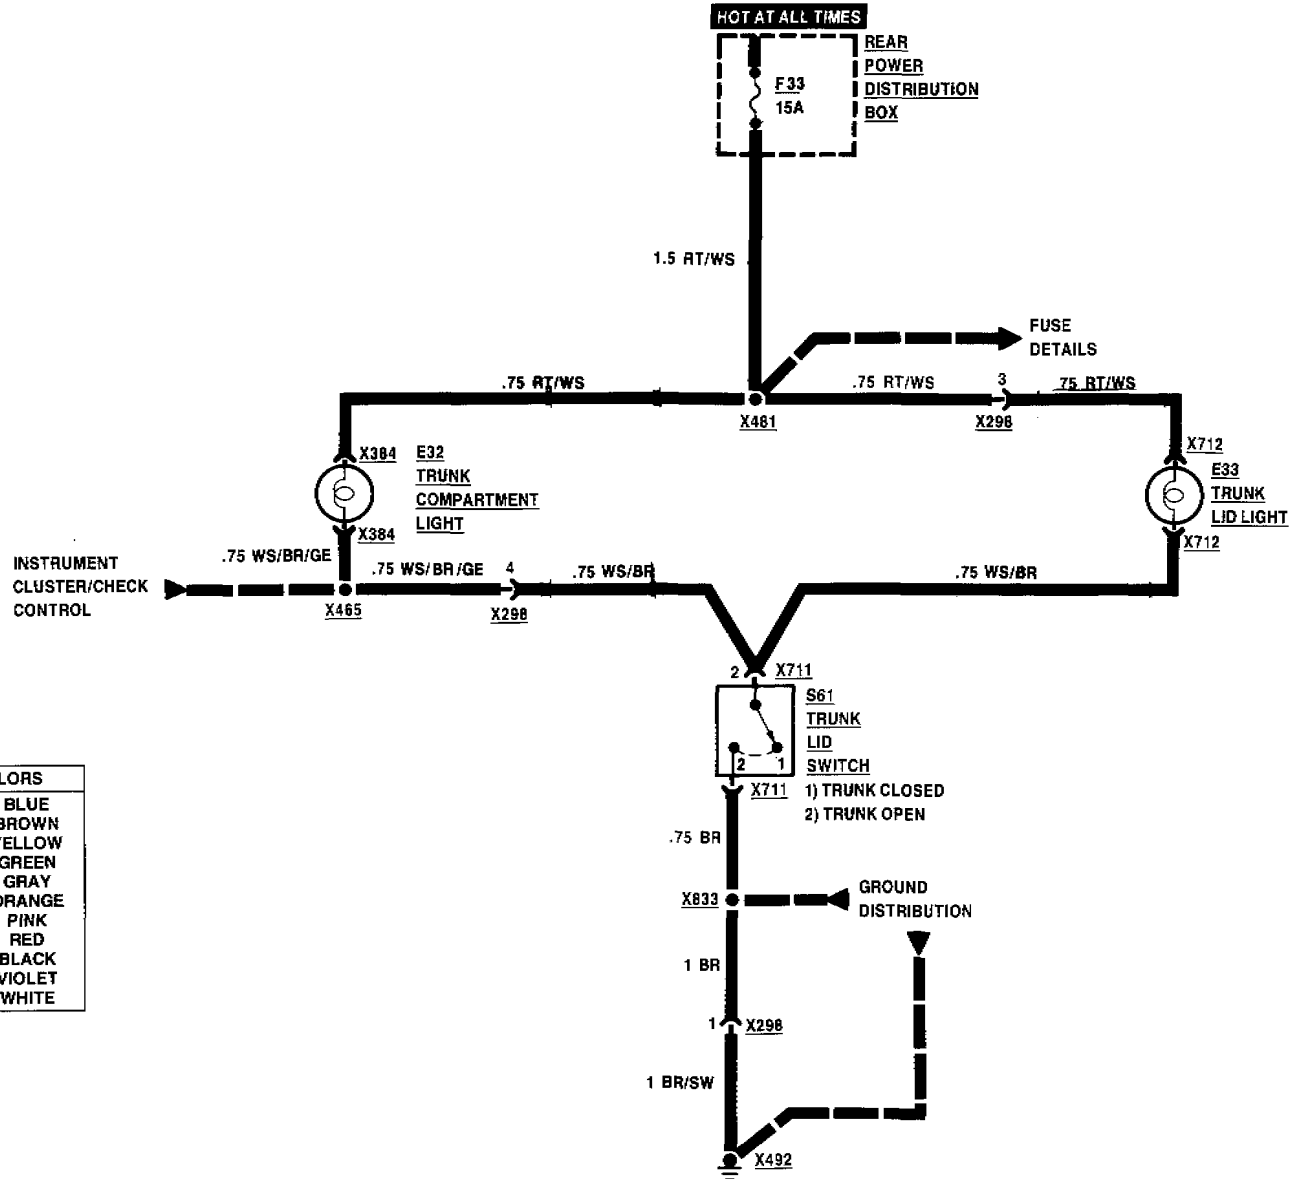 HOT AT ALL TIMES
REAR
POWER
DISTRIBUTION
BOX
F33
15A
1.5 RT/WS
FUSE
DETAILS
.75 RT/WS
.75 RT/WS
3
.75 RT/WS
X481
X298
X384
E32
TRUNK
COMPARTMENT
LIGHT
X384
X712
E33
TRUNK
LID LIGHT
X712
INSTRUMENT
CLUSTER/CHECK
CONTROL
.75 WS/BR/GE
.75 WS/BR/GE
4
.75 WS/BR
.75 WS/BR
X465
X298
2
X711
S61
TRUNK
LID
SWITCH
1) TRUNK CLOSED
2) TRUNK OPEN
2
1
X711
.75 BR
X833
GROUND
DISTRIBUTION
1 BR
1
X298
1 BR/SW
X492
LORS
BLUE
BROWN
YELLOW
GREEN
GRAY
ORANGE
PINK
RED
BLACK
VIOLET
WHITE